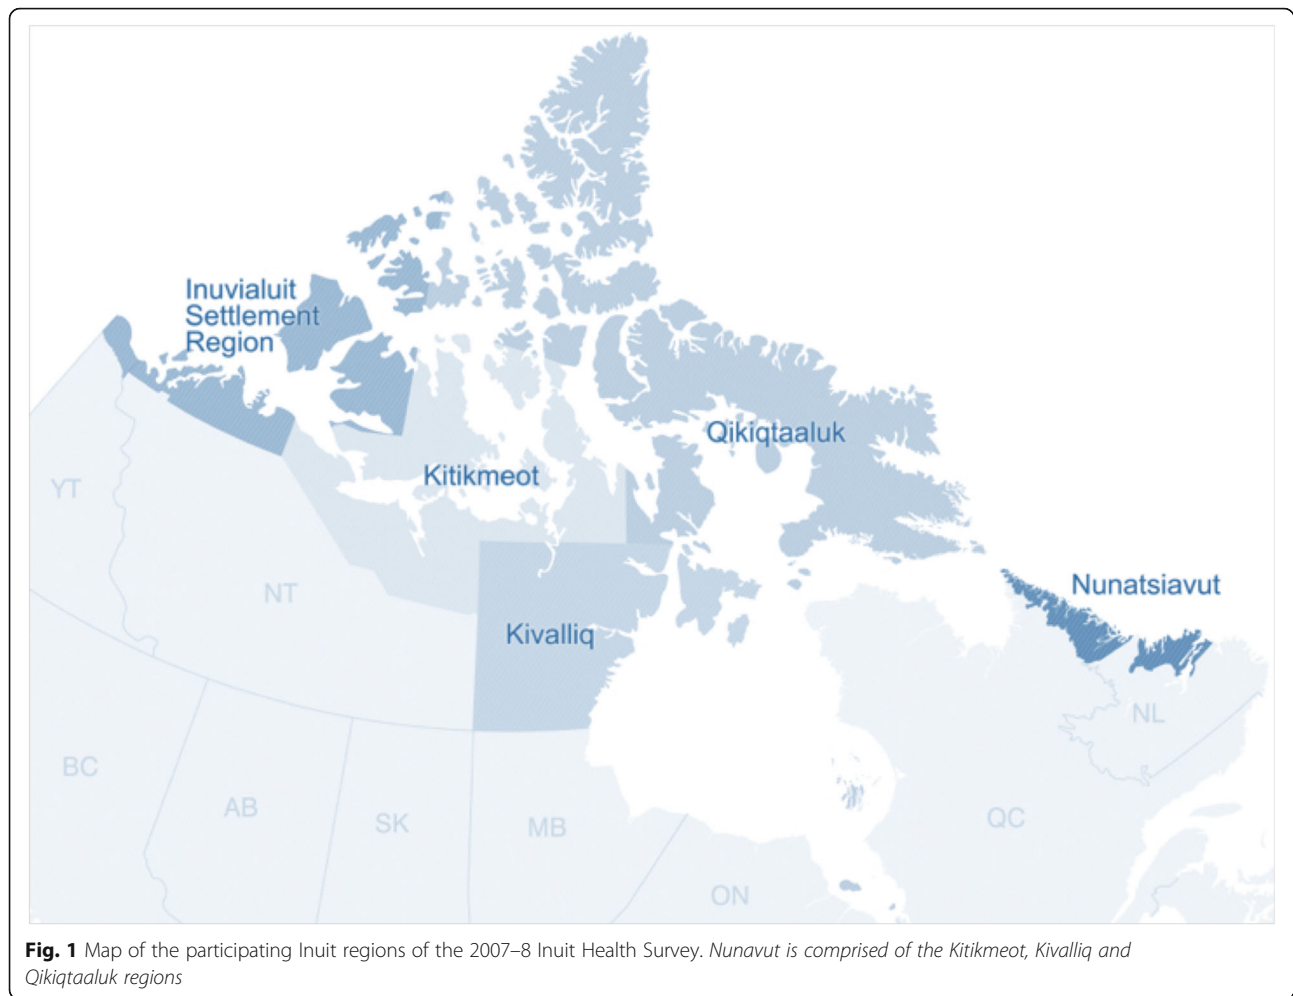 Inuvialuit
Settlement
Region
Qikiqtaaluk
Kitikmeot
YT
Nunatsiavut
NT
Kivalliq
NL
BC
AB
SK
MB
QC
ON
Fig. 1 Map of the participating Inuit regions of the 2007–8 Inuit Health Survey. Nunavut is comprised of the Kitikmeot, Kivalliq and
Qikiqtaaluk regions